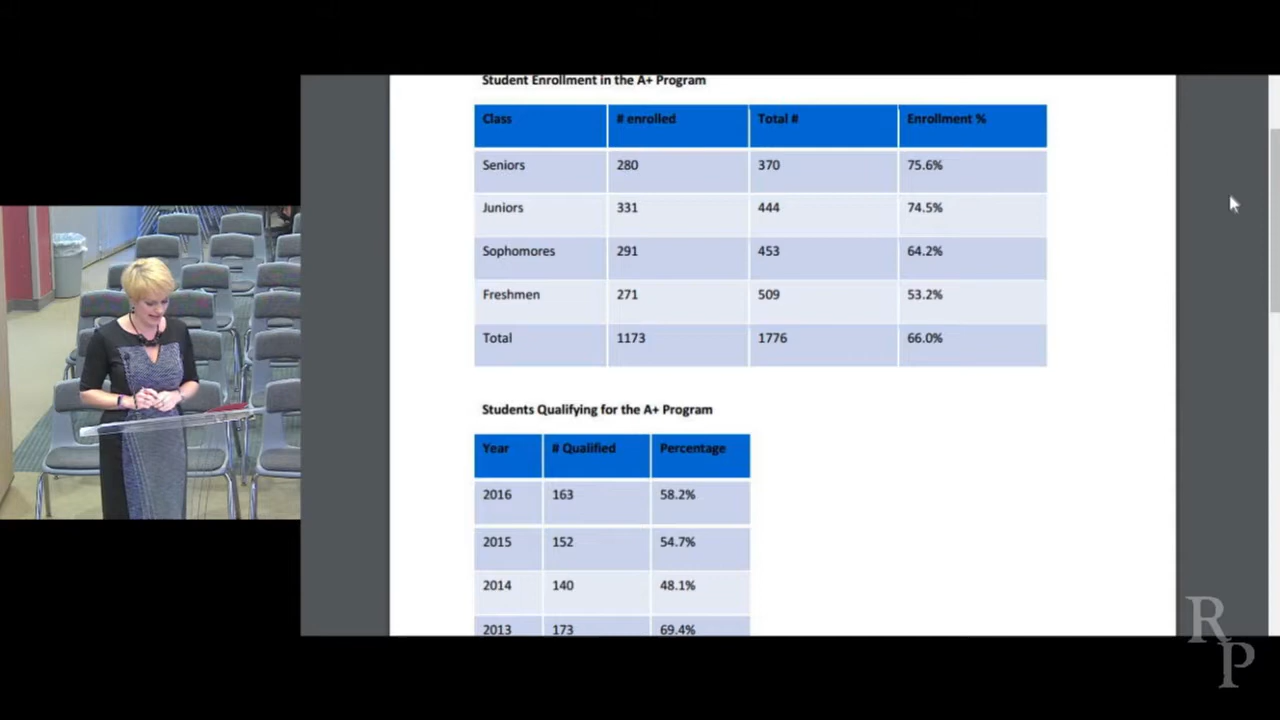 Student Enrollment in the A+ Program
Class # enrolled Total # Enrollment %
Seniors 280 370 75.6%
Juniors 331 444 74.5%
Sophomores 291 453 64.2%
Freshmen 271 509 53.2%
Total 1173 1776 66.0%
Students Qualifying for the A+ Program
Year # Qualified Percentage
2016 163 58.2%
2015 152 54.7%
2014 140 48.1%
2013 173 69.4%
RP